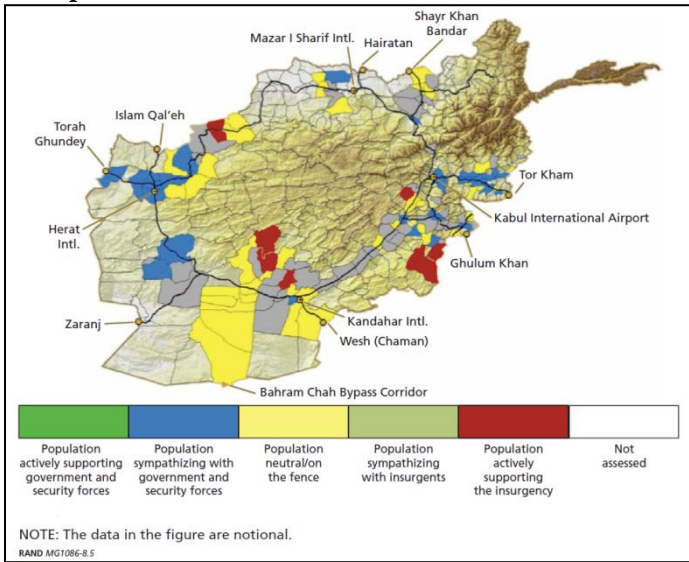 Shayr Khan
Bandar
Mazar I Sharif Intl.
Hairatan
Islam Qal'eh
Torah
Ghundey
Tor Kham
Kabul International Airport
Herat
Intl.
Ghulum Khan
Zaranj
Kandahar Intl.
Wesh (Chaman)
Bahram Chah Bypass Corridor
Population
actively supporting
government and
security forces
Population
sympathizing with
government and
security forces
Population
neutral/on
the fence
Population
sympathizing
with insurgents
Population
actively
supporting
the insurgency
Not
assessed
NOTE: The data in the figure are notional.
RAND MG1086-8.5